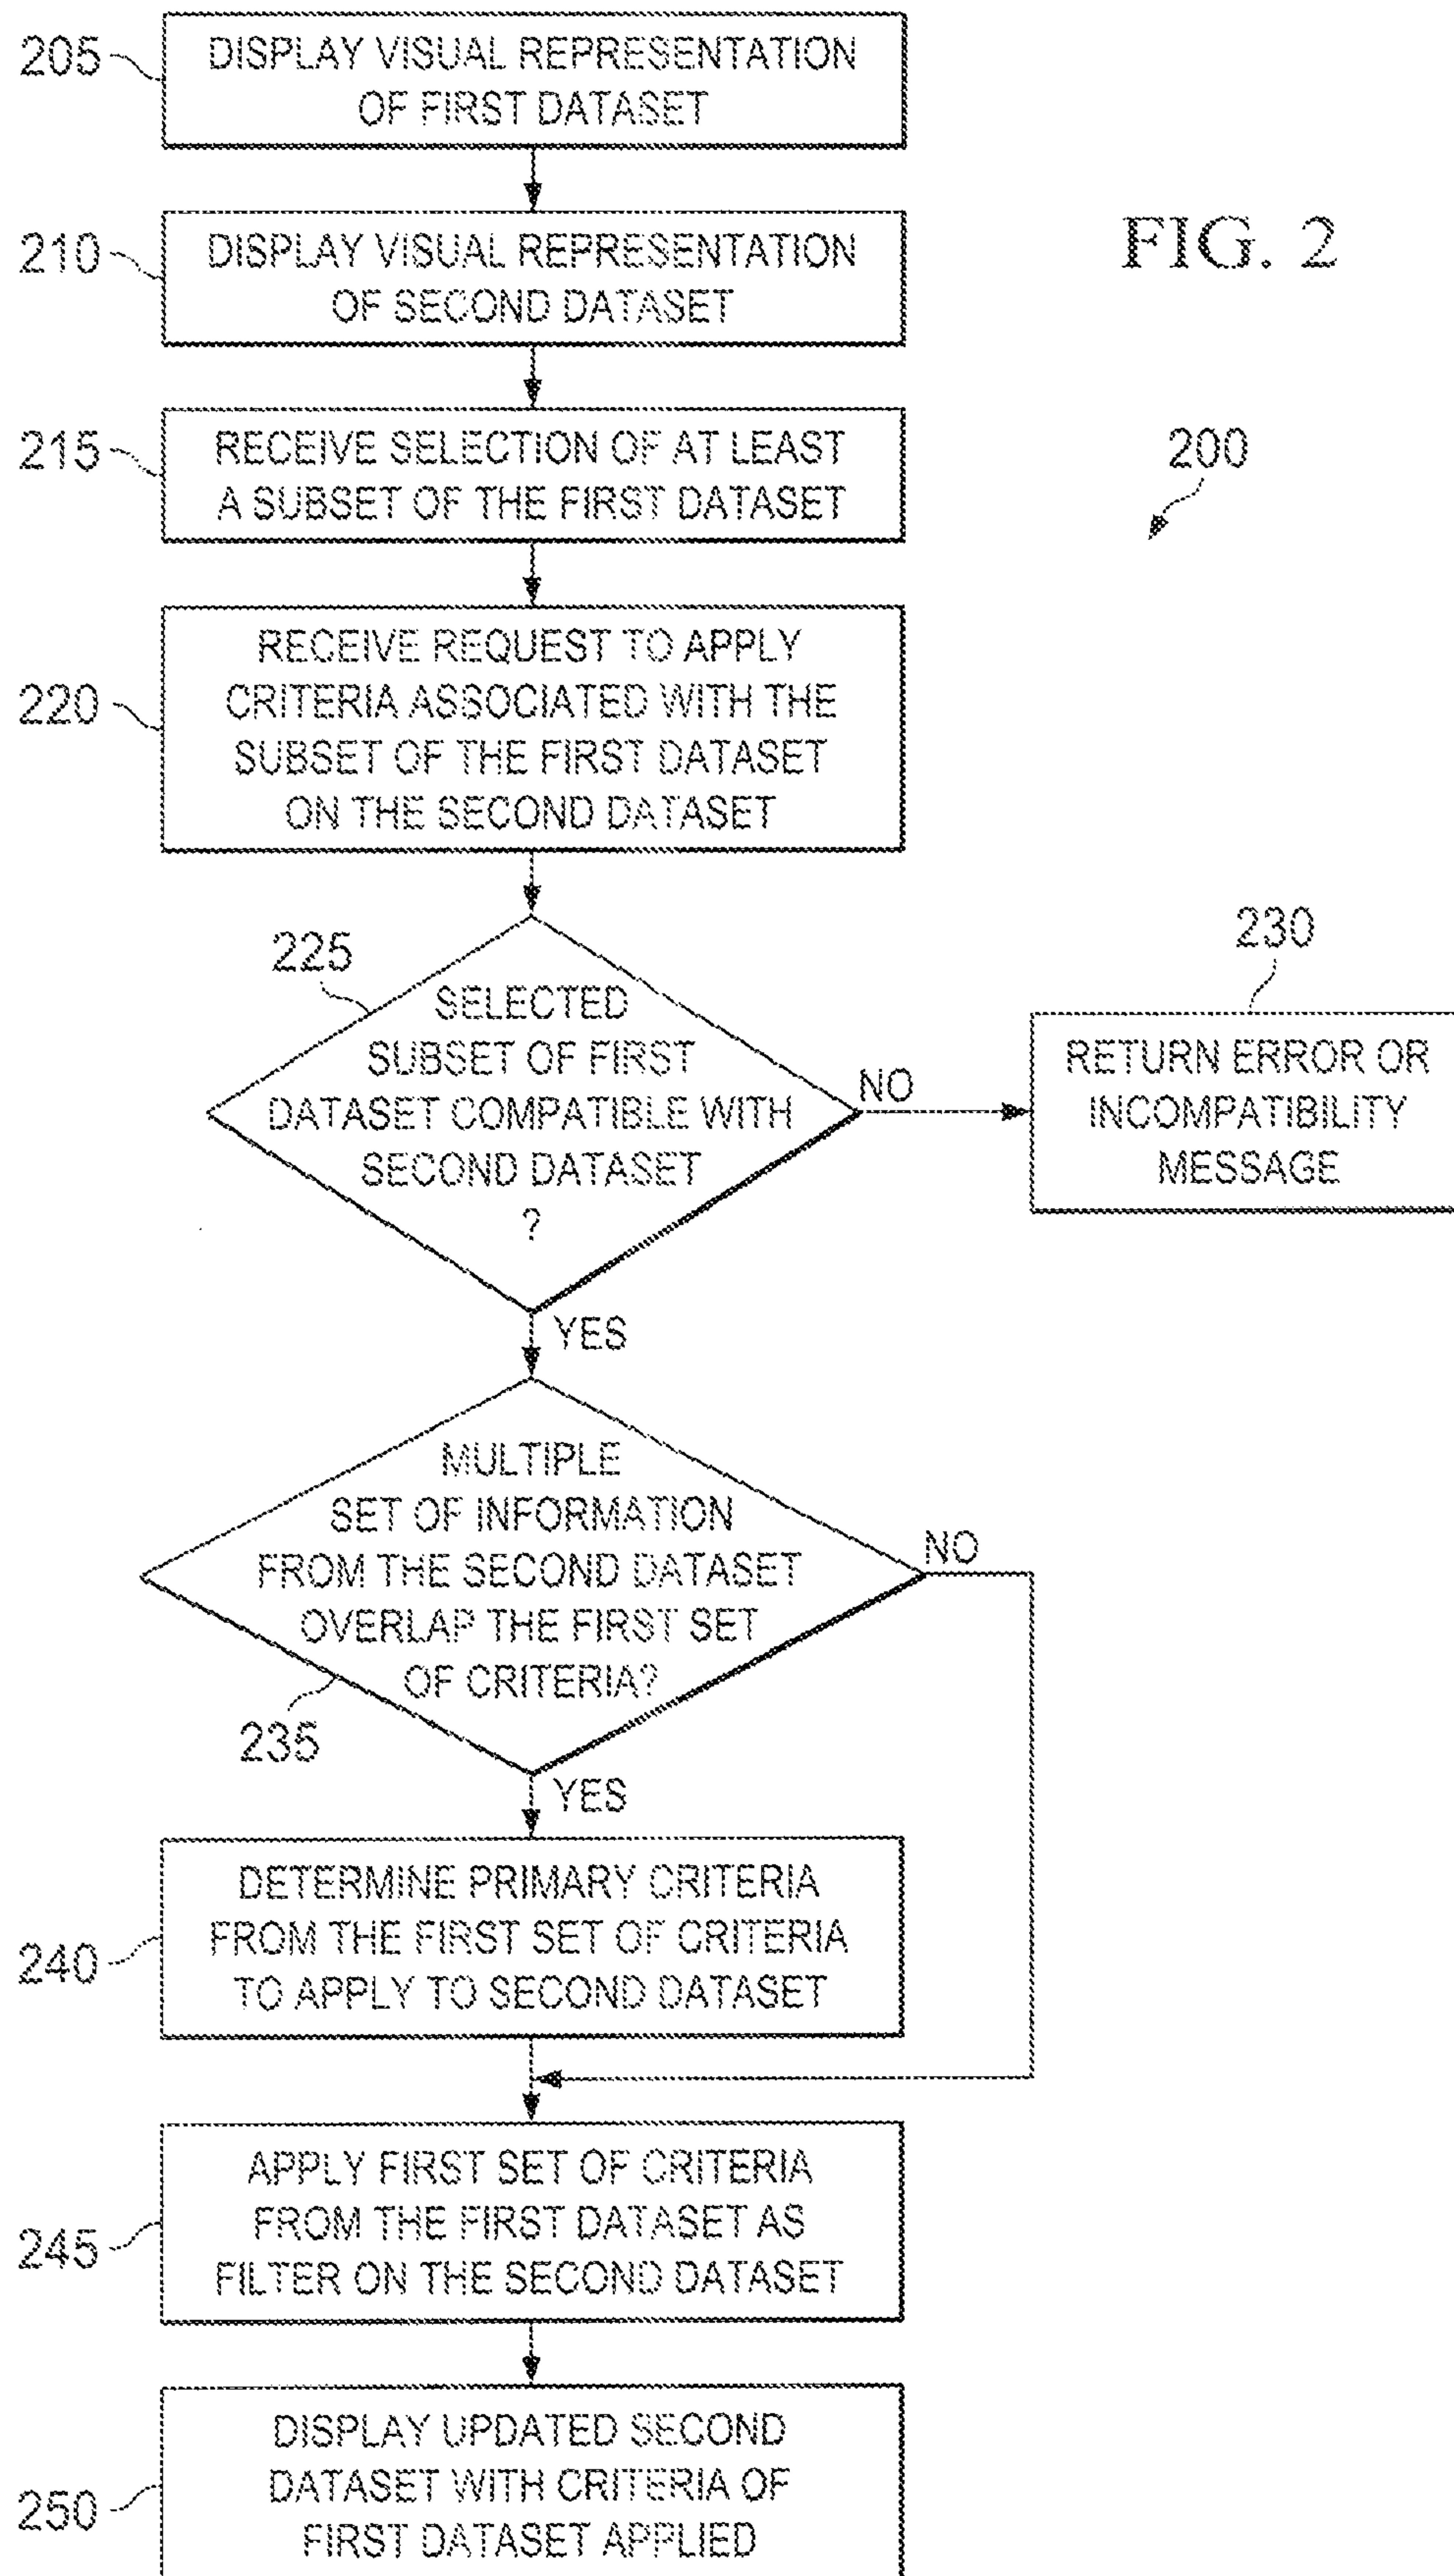 205
DISPLAY VISUAL REPRESENTATION
OF FIRST DATASET
210
DISPLAY VISUAL REPRESENTATION
OF SECOND DATASET
FIG. 2
215
RECEIVE SELECTION OF AT LEAST
A SUBSET OF THE FIRST DATASET
200
220
RECEIVE REQUEST TO APPLY
CRITERIA ASSOCIATED WITH THE
SUBSET OF THE FIRST DATASET
ON THE SECOND DATASET
225
SELECTED
SUBSET OF FIRST
DATASET COMPATIBLE WITH
SECOND DATASET
?
NO
230
RETURN ERROR OR
INCOMPATIBILITY
MESSAGE
YES
MULTIPLE
SET OF INFORMATION
FROM THE SECOND DATASET
OVERLAP THE FIRST SET
OF CRITERIA?
NO
235
YES
240
DETERMINE PRIMARY CRITERIA
FROM THE FIRST SET OF CRITERIA
TO APPLY TO SECOND DATASET
245
APPLY FIRST SET OF CRITERIA
FROM THE FIRST DATASET AS
FILTER ON THE SECOND DATASET
250
DISPLAY UPDATED SECOND
DATASET WITH CRITERIA OF
FIRST DATASET APPLIED